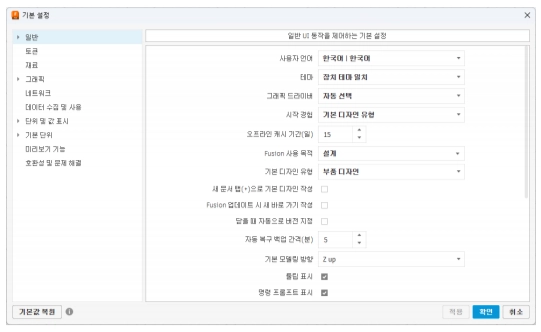 기본 설정
일반
토큰
재료
그래픽
네트워크
데이터 수집 및 사용
단위 및 값 표시
기본 단위
미리보기 기능
호환성 및 문제 해결
일반 UI 동작을 제어하는 기본 설정
사용자 언어 한국어 | 한국어
테마 장치 테마 일치
그래픽 드라이버 자동 선택
시작 경험 기본 디자인 유형
오프라인 캐시 기간(일) 15
Fusion 사용 목적 설계
기본 디자인 유형 부품 디자인
새 문서 탭(+)으로 기본 디자인 작성
Fusion 업데이트 시 새 바로 가기 작성
닫을 때 자동으로 버전 지정
자동 복구 백업 간격(분) 5
기본 모델링 방향 Z up
툴팁 표시
명령 프롬프트 표시
기본값 복원
적용 확인 취소